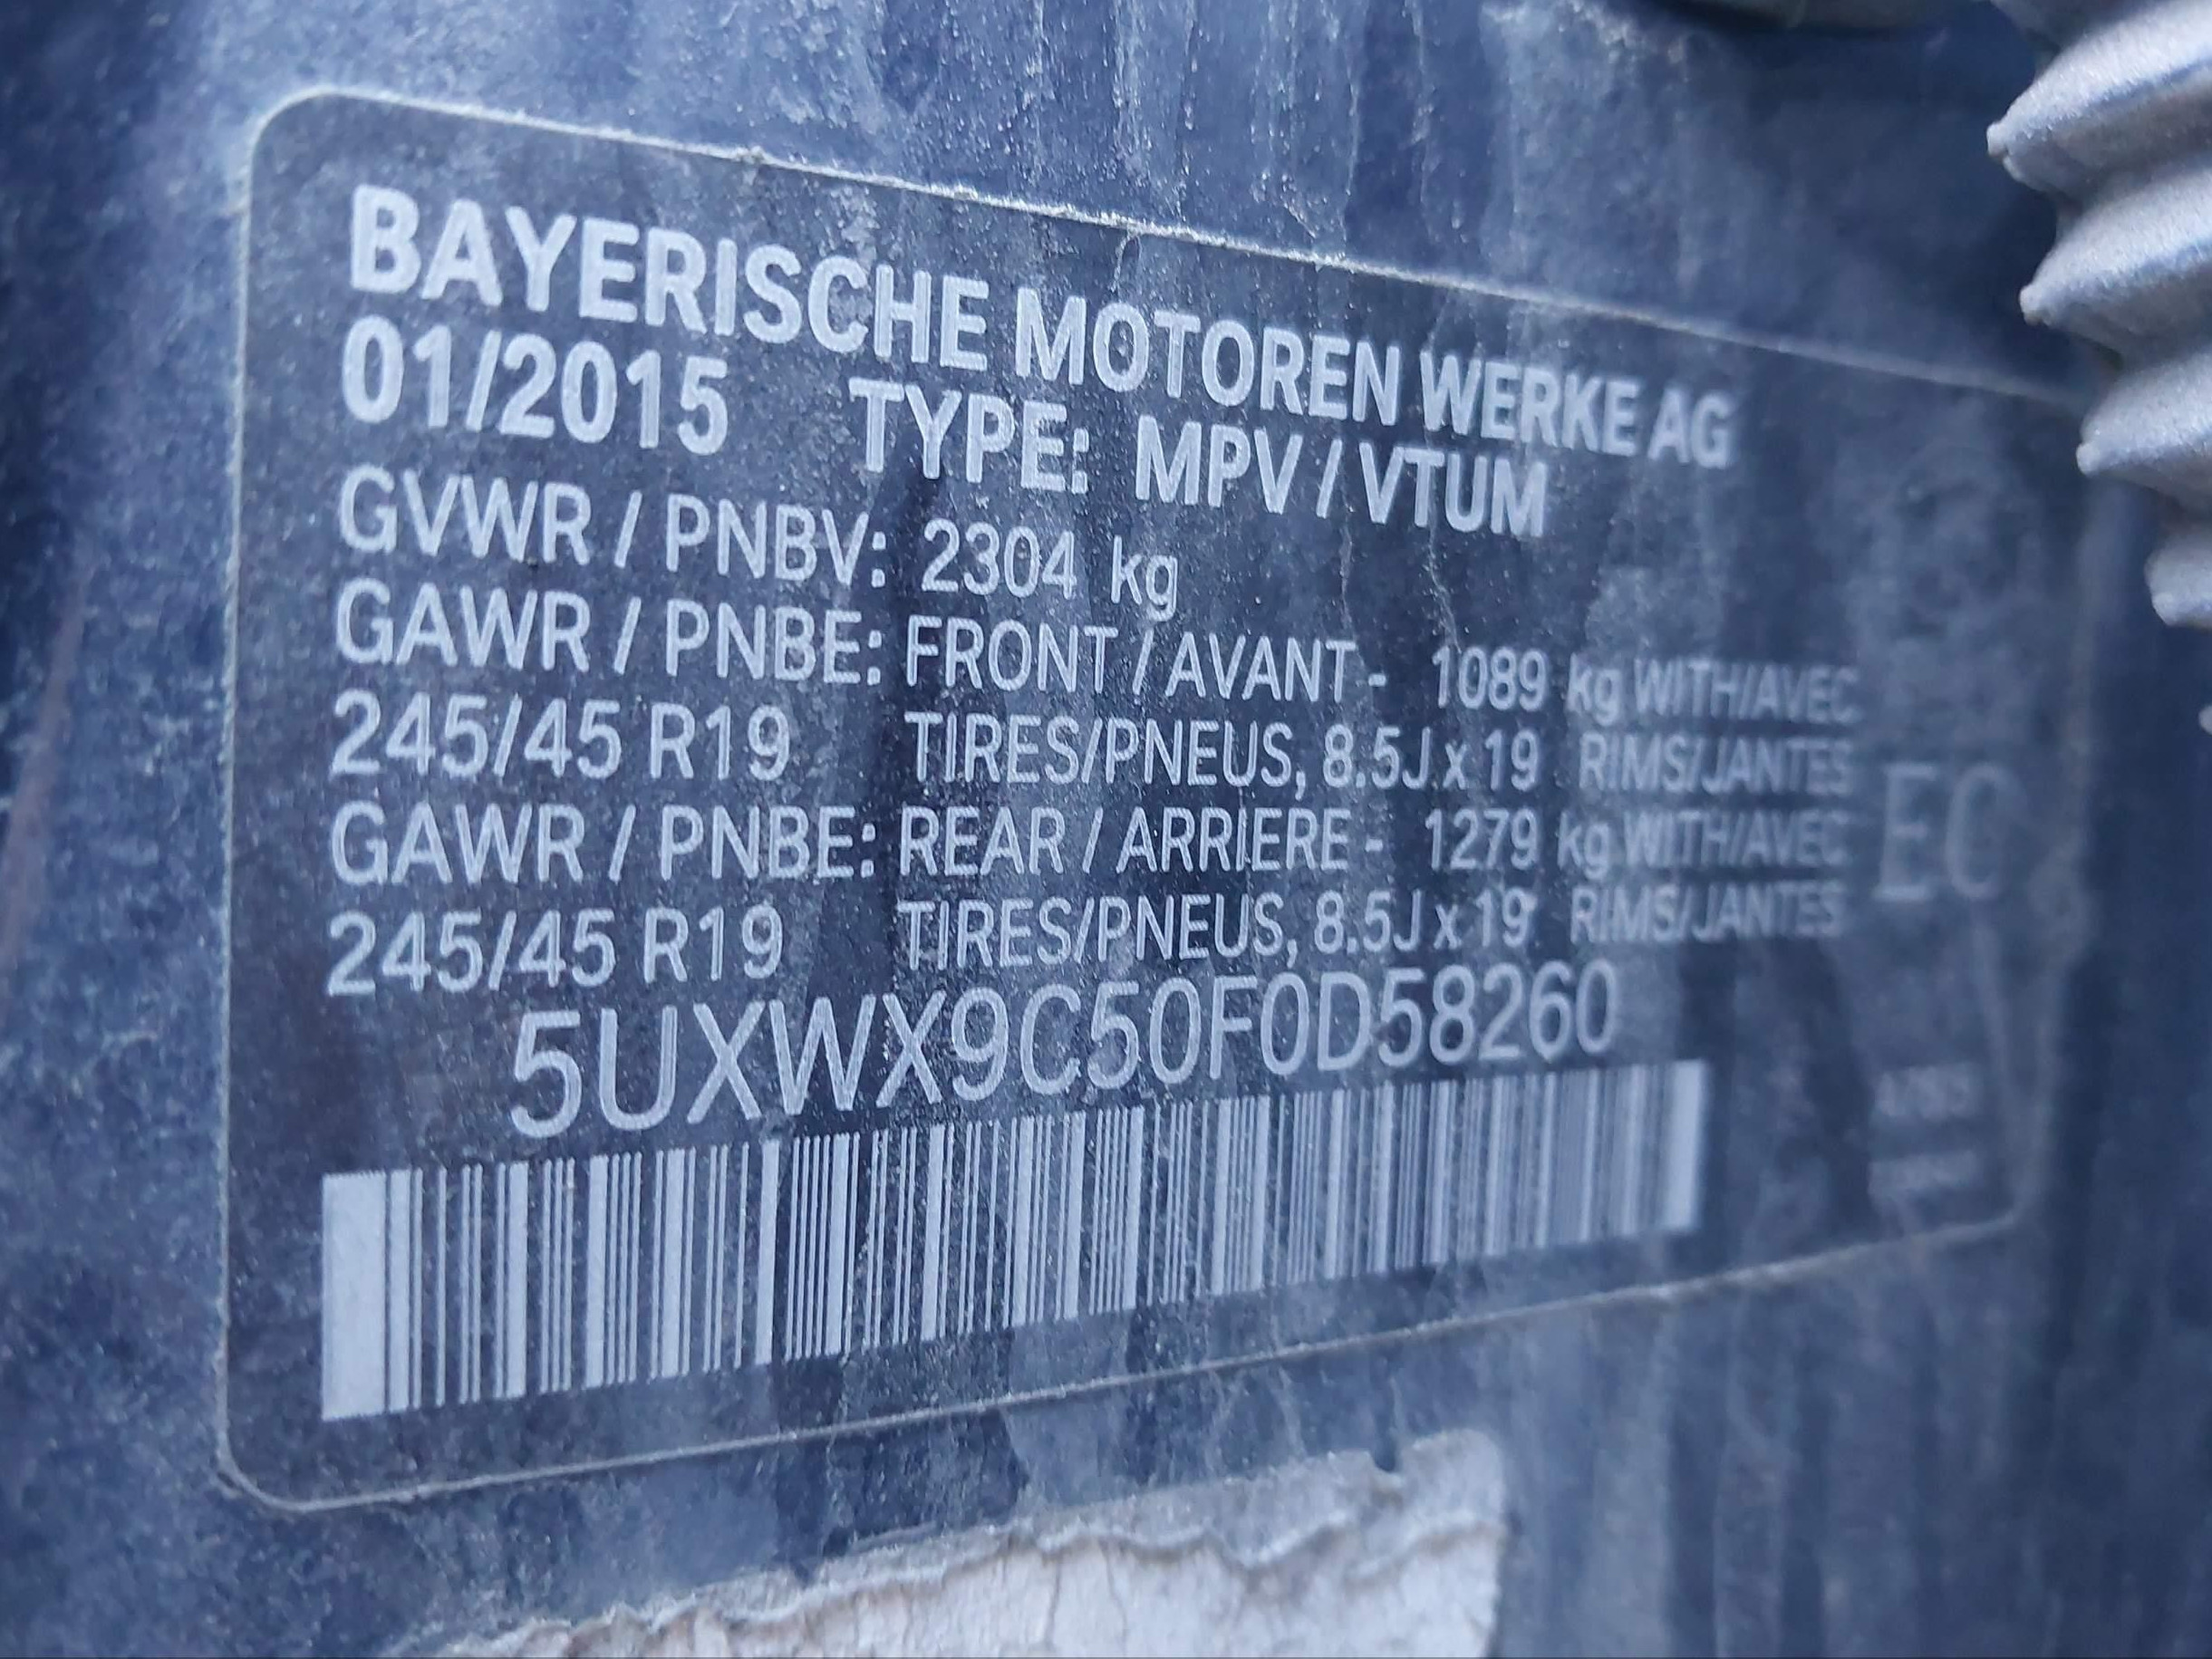 BAYERISCHE MOTOREN WERKE AG
01/2015 TYPE: MPV / VTUM
GVWR / PNBV: 2304 kg
GAWR / PNBE: FRONT / AVANT - 1089 kg WITH/AVEC
245/45 R19 TIRES/PNEUS, 8.5J x 19 RIMS/JANTES
GAWR / PNBE: REAR / ARRIERE - 1279 kg WITH/AVEC
245/45 R19 TIRES/PNEUS, 8.5J x 19 RIMS/JANTES
EC
5UXWX9C50F0D58260